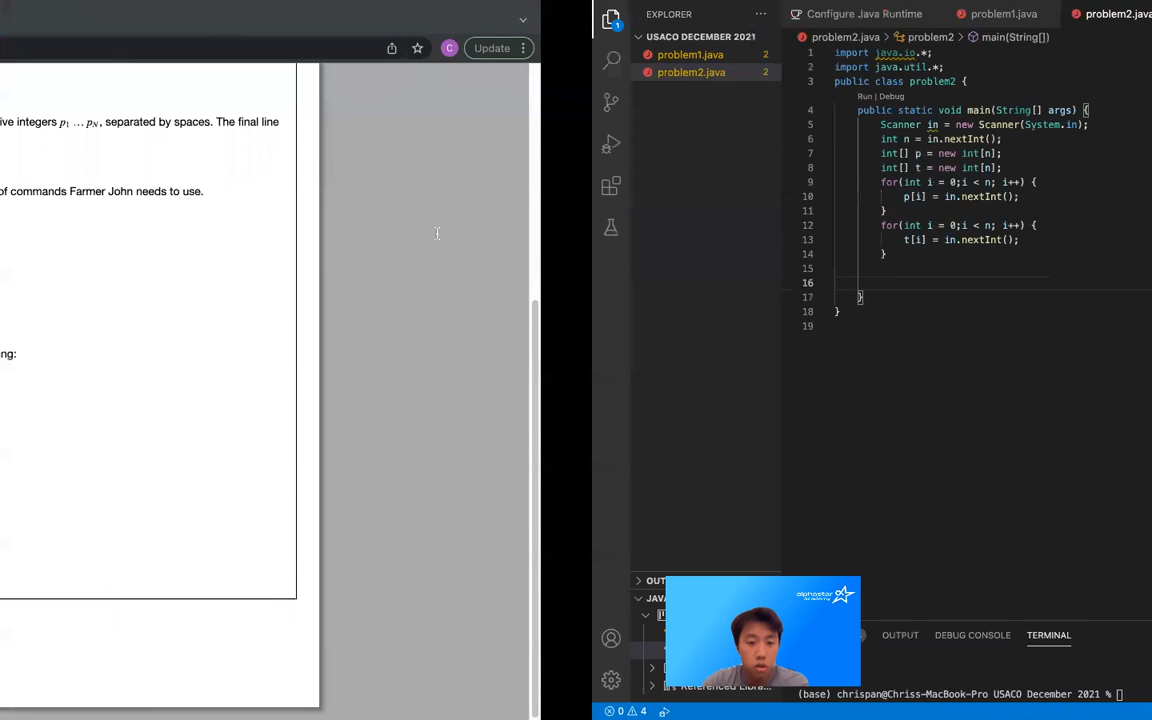 C
Update
ive integers p1 … pN, separated by spaces. The final line
of commands Farmer John needs to use.
ng:
EXPLORER
USACO DECEMBER 2021
problem1.java 2
problem2.java 2
1
Configure Java Runtime
problem1.java
problem2.java
problem2.java > problem2 > main(String[])
1 import java.io.*;
2 import java.util.*;
3 public class problem2 {
Run | Debug
4 public static void main(String[] args) {
5 Scanner in = new Scanner(System.in);
6 int n = in.nextInt();
7 int[] p = new int[n];
8 int[] t = new int[n];
9 for(int i = 0;i < n; i++) {
10 p[i] = in.nextInt();
11 }
12 for(int i = 0;i < n; i++) {
13 t[i] = in.nextInt();
14 }
15
16
17 }
18 }
19
OUT
JAV
alphastar
academy
OUTPUT
DEBUG CONSOLE
TERMINAL
(base) chrispan@Chriss-MacBook-Pro USACO December 2021 %
0 4